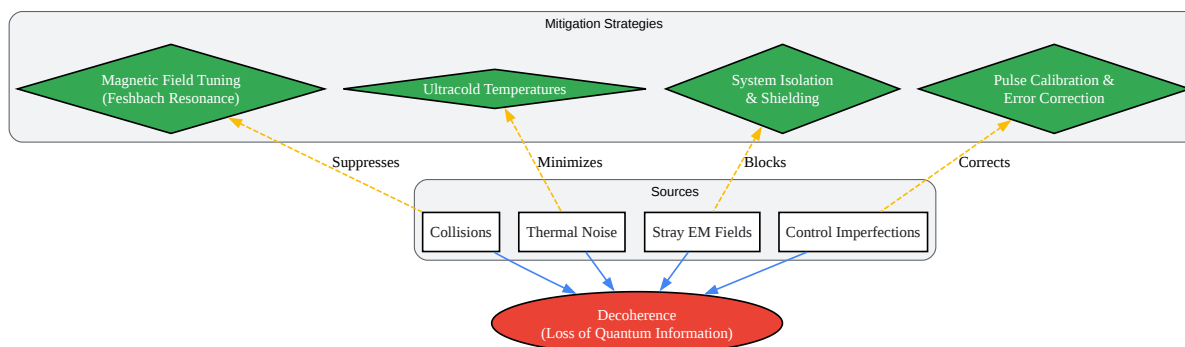 Mitigation Strategies
Magnetic Field Tuning
(Feshbach Resonance)
Ultracold Temperatures
System Isolation
& Shielding
Pulse Calibration &
Error Correction
Suppresses
Minimizes
Blocks
Corrects
Sources
Collisions
Thermal Noise
Stray EM Fields
Control Imperfections
Decoherence
(Loss of Quantum Information)